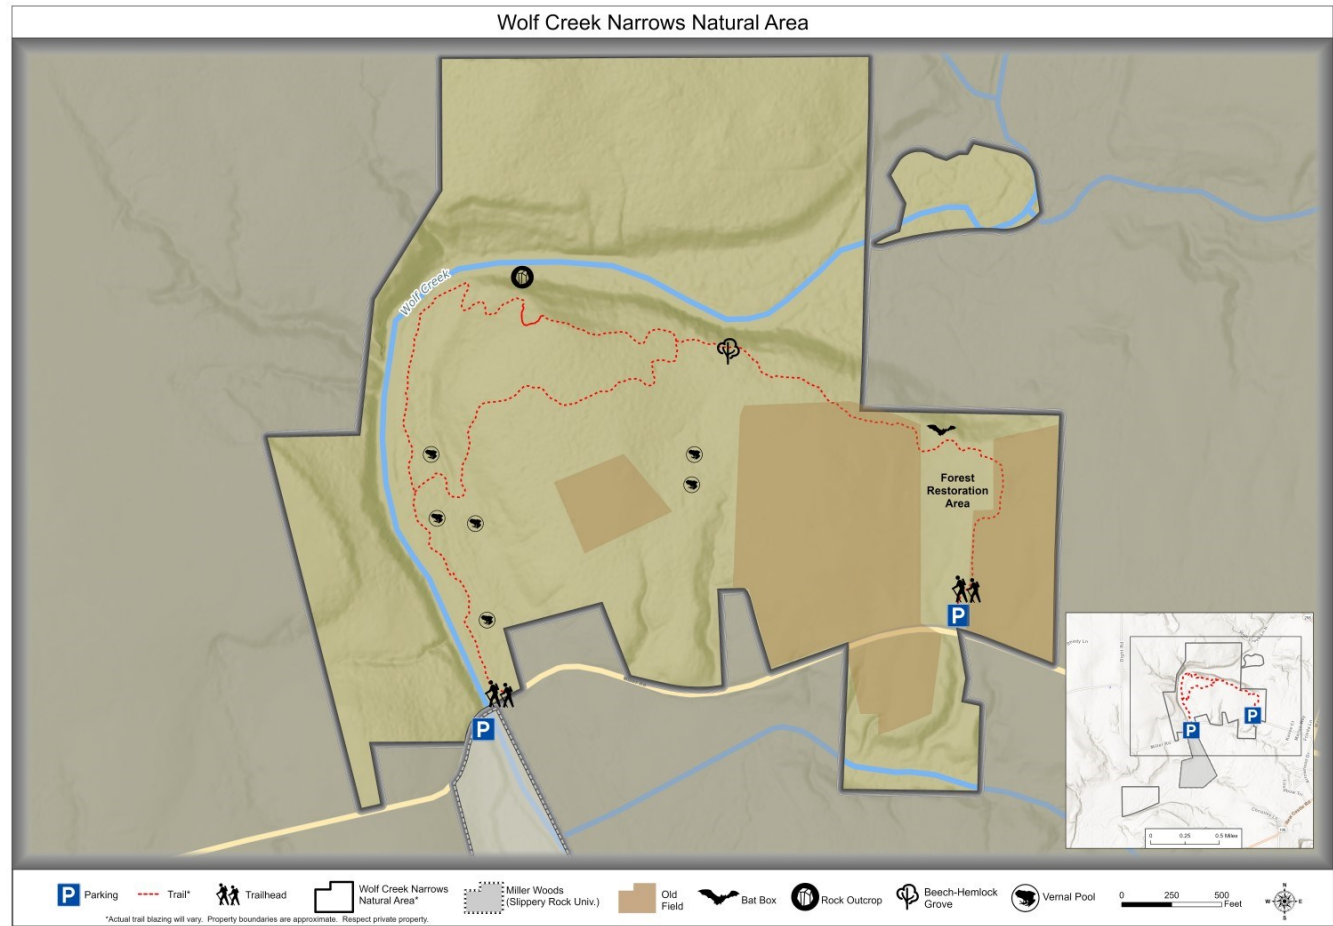 Wolf Creek Narrows Natural Area
Wolf Creek
Forest
Restoration
Area
P
P
P
P
0 0.25 0.5 Miles
P Parking
Trail*
Trailhead
Wolf Creek Narrows
Natural Area*
Miller Woods
(Slippery Rock Univ.)
Old
Field
Bat Box
Rock Outcrop
Beech-Hemlock
Grove
Vernal Pool
0 250 500
Feet
N
W E
S
*Actual trail blazing will vary. Property boundaries are approximate. Respect private property.